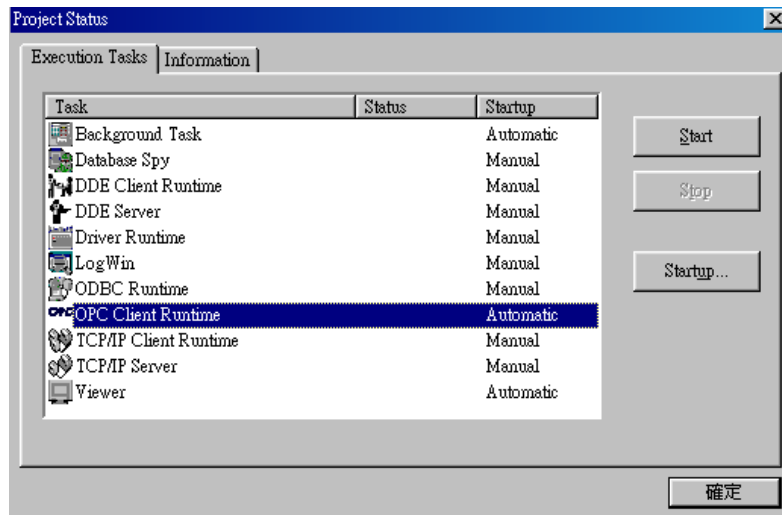 Project Status
Execution Tasks Information
Task Status Startup
Background Task Automatic
Database Spy Manual
DDE Client Runtime Manual
DDE Server Manual
Driver Runtime Manual
LogWin Manual
ODBC Runtime Manual
OPC OPC Client Runtime Automatic
TCP/IP Client Runtime Manual
TCP/IP Server Manual
Viewer Automatic
Start
Stop
Startup...
確定